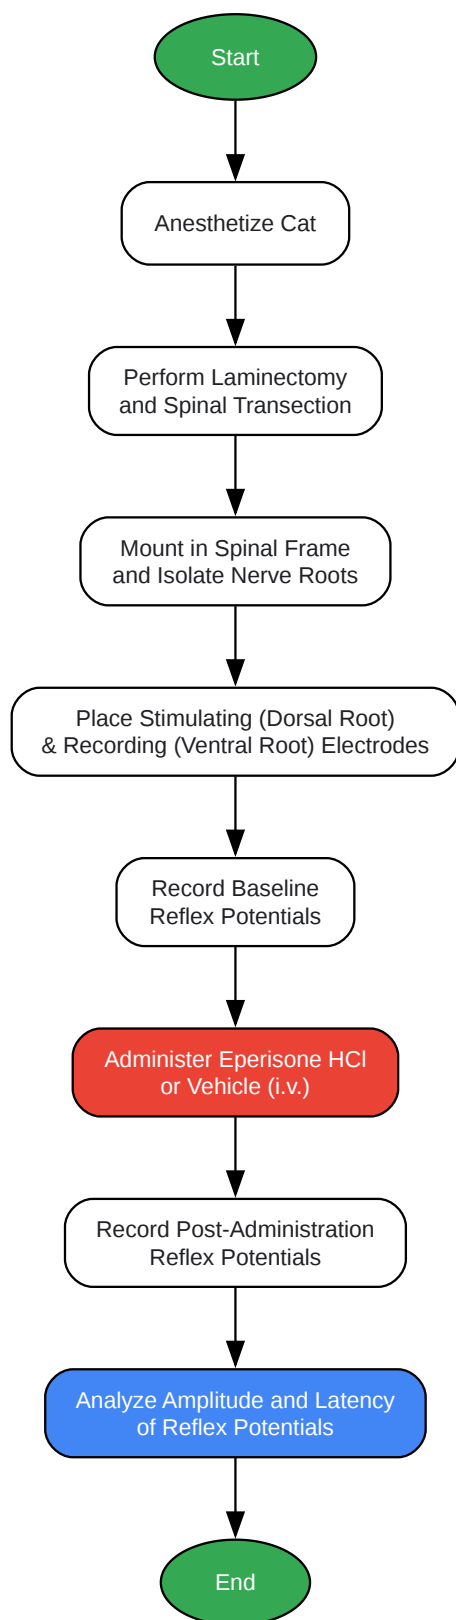 Start
Anesthetize Cat
Perform Laminectomy
and Spinal Transection
Mount in Spinal Frame
and Isolate Nerve Roots
Place Stimulating (Dorsal Root)
& Recording (Ventral Root) Electrodes
Record Baseline
Reflex Potentials
Administer Eperisone HCl
or Vehicle (i.v.)
Record Post-Administration
Reflex Potentials
Analyze Amplitude and Latency
of Reflex Potentials
End